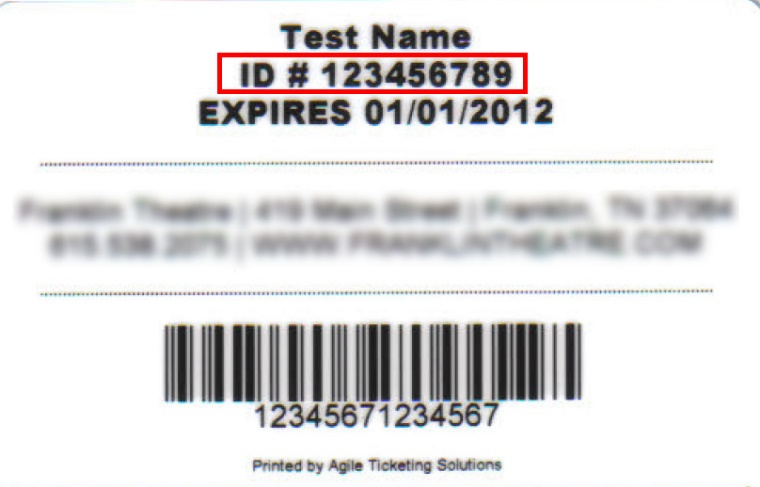 Test Name
ID # 123456789
EXPIRES 01/01/2012
Franklin Theatre | 419 Main Street | Franklin, TN 37064
615.538.2075 | WWW.FRANKLINTHEATRE.COM
12345671234567
Printed by Agile Ticketing Solutions